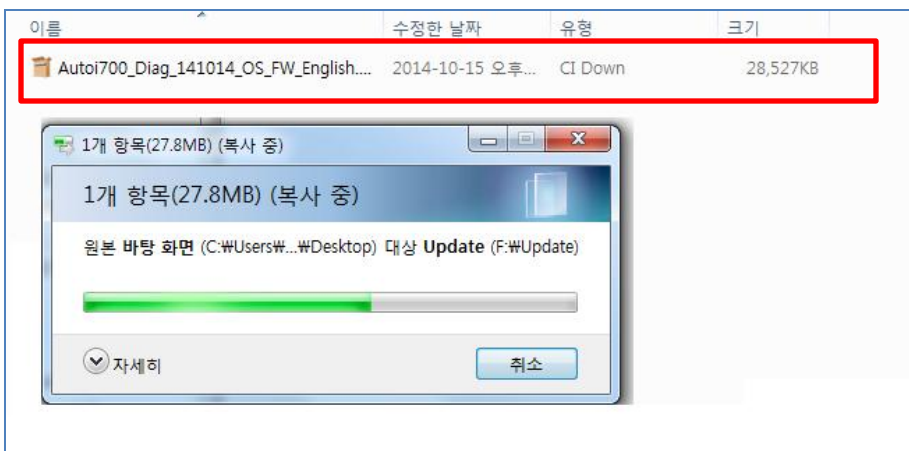 이름 수정한 날짜 유형 크기
Autoi700_Diag_141014_OS_FW_English.... 2014-10-15 오후... CI Down 28,527KB
1개 항목(27.8MB) (복사 중)
1개 항목(27.8MB) (복사 중)
원본 바탕 화면 (C:₩Users₩...₩Desktop) 대상 Update (F:₩Update)
자세히 취소